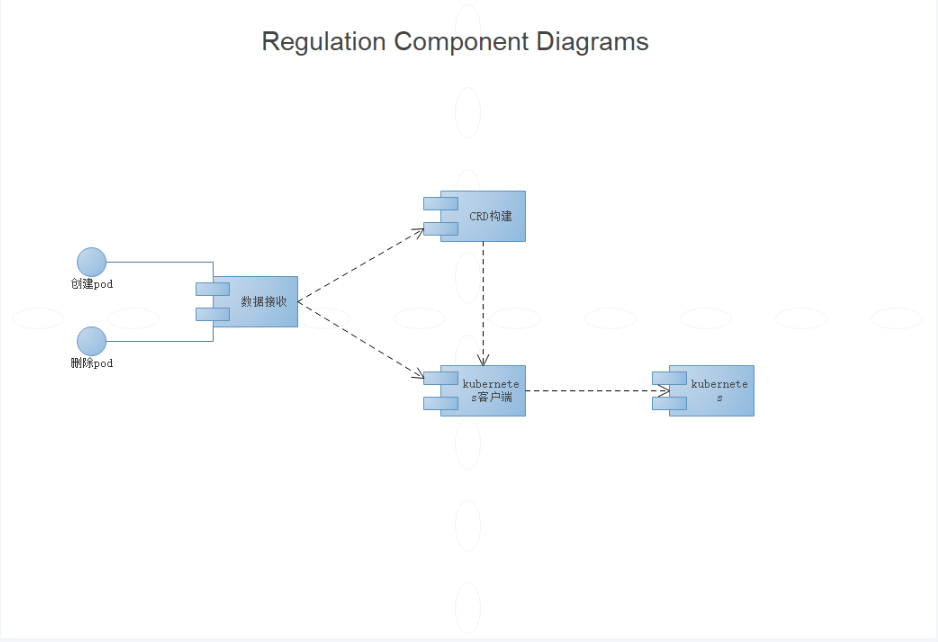 Regulation Component Diagrams
CRD构建
创建pod
数据接收
删除pod
kubernete
s客户端
kubernete
s